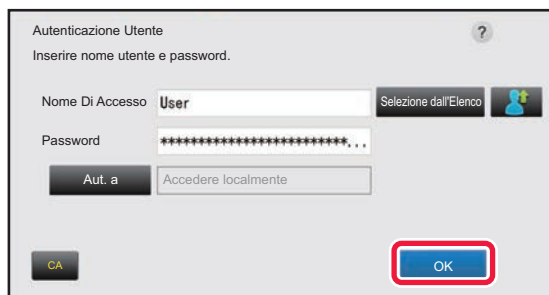 Autenticazione Utente ?
Inserire nome utente e password.
Nome Di Accesso User Selezione dall'Elenco
Password **************************...
Aut. a Accedere localmente
CA OK